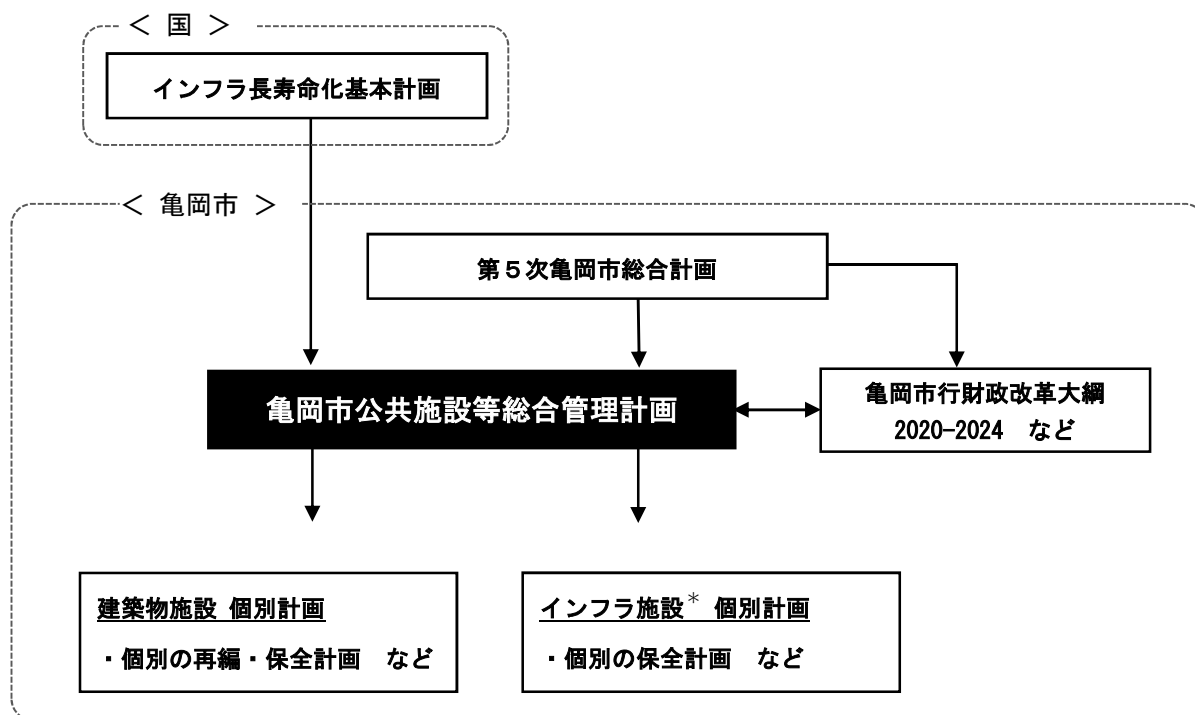 ＜ 国 ＞
インフラ長寿命化基本計画
＜ 亀岡市 ＞
第５次亀岡市総合計画
亀岡市公共施設等総合管理計画
亀岡市行財政改革大綱
2020-2024　など
建築物施設 個別計画
・個別の再編・保全計画　など
インフラ施設＊ 個別計画
・個別の保全計画　など